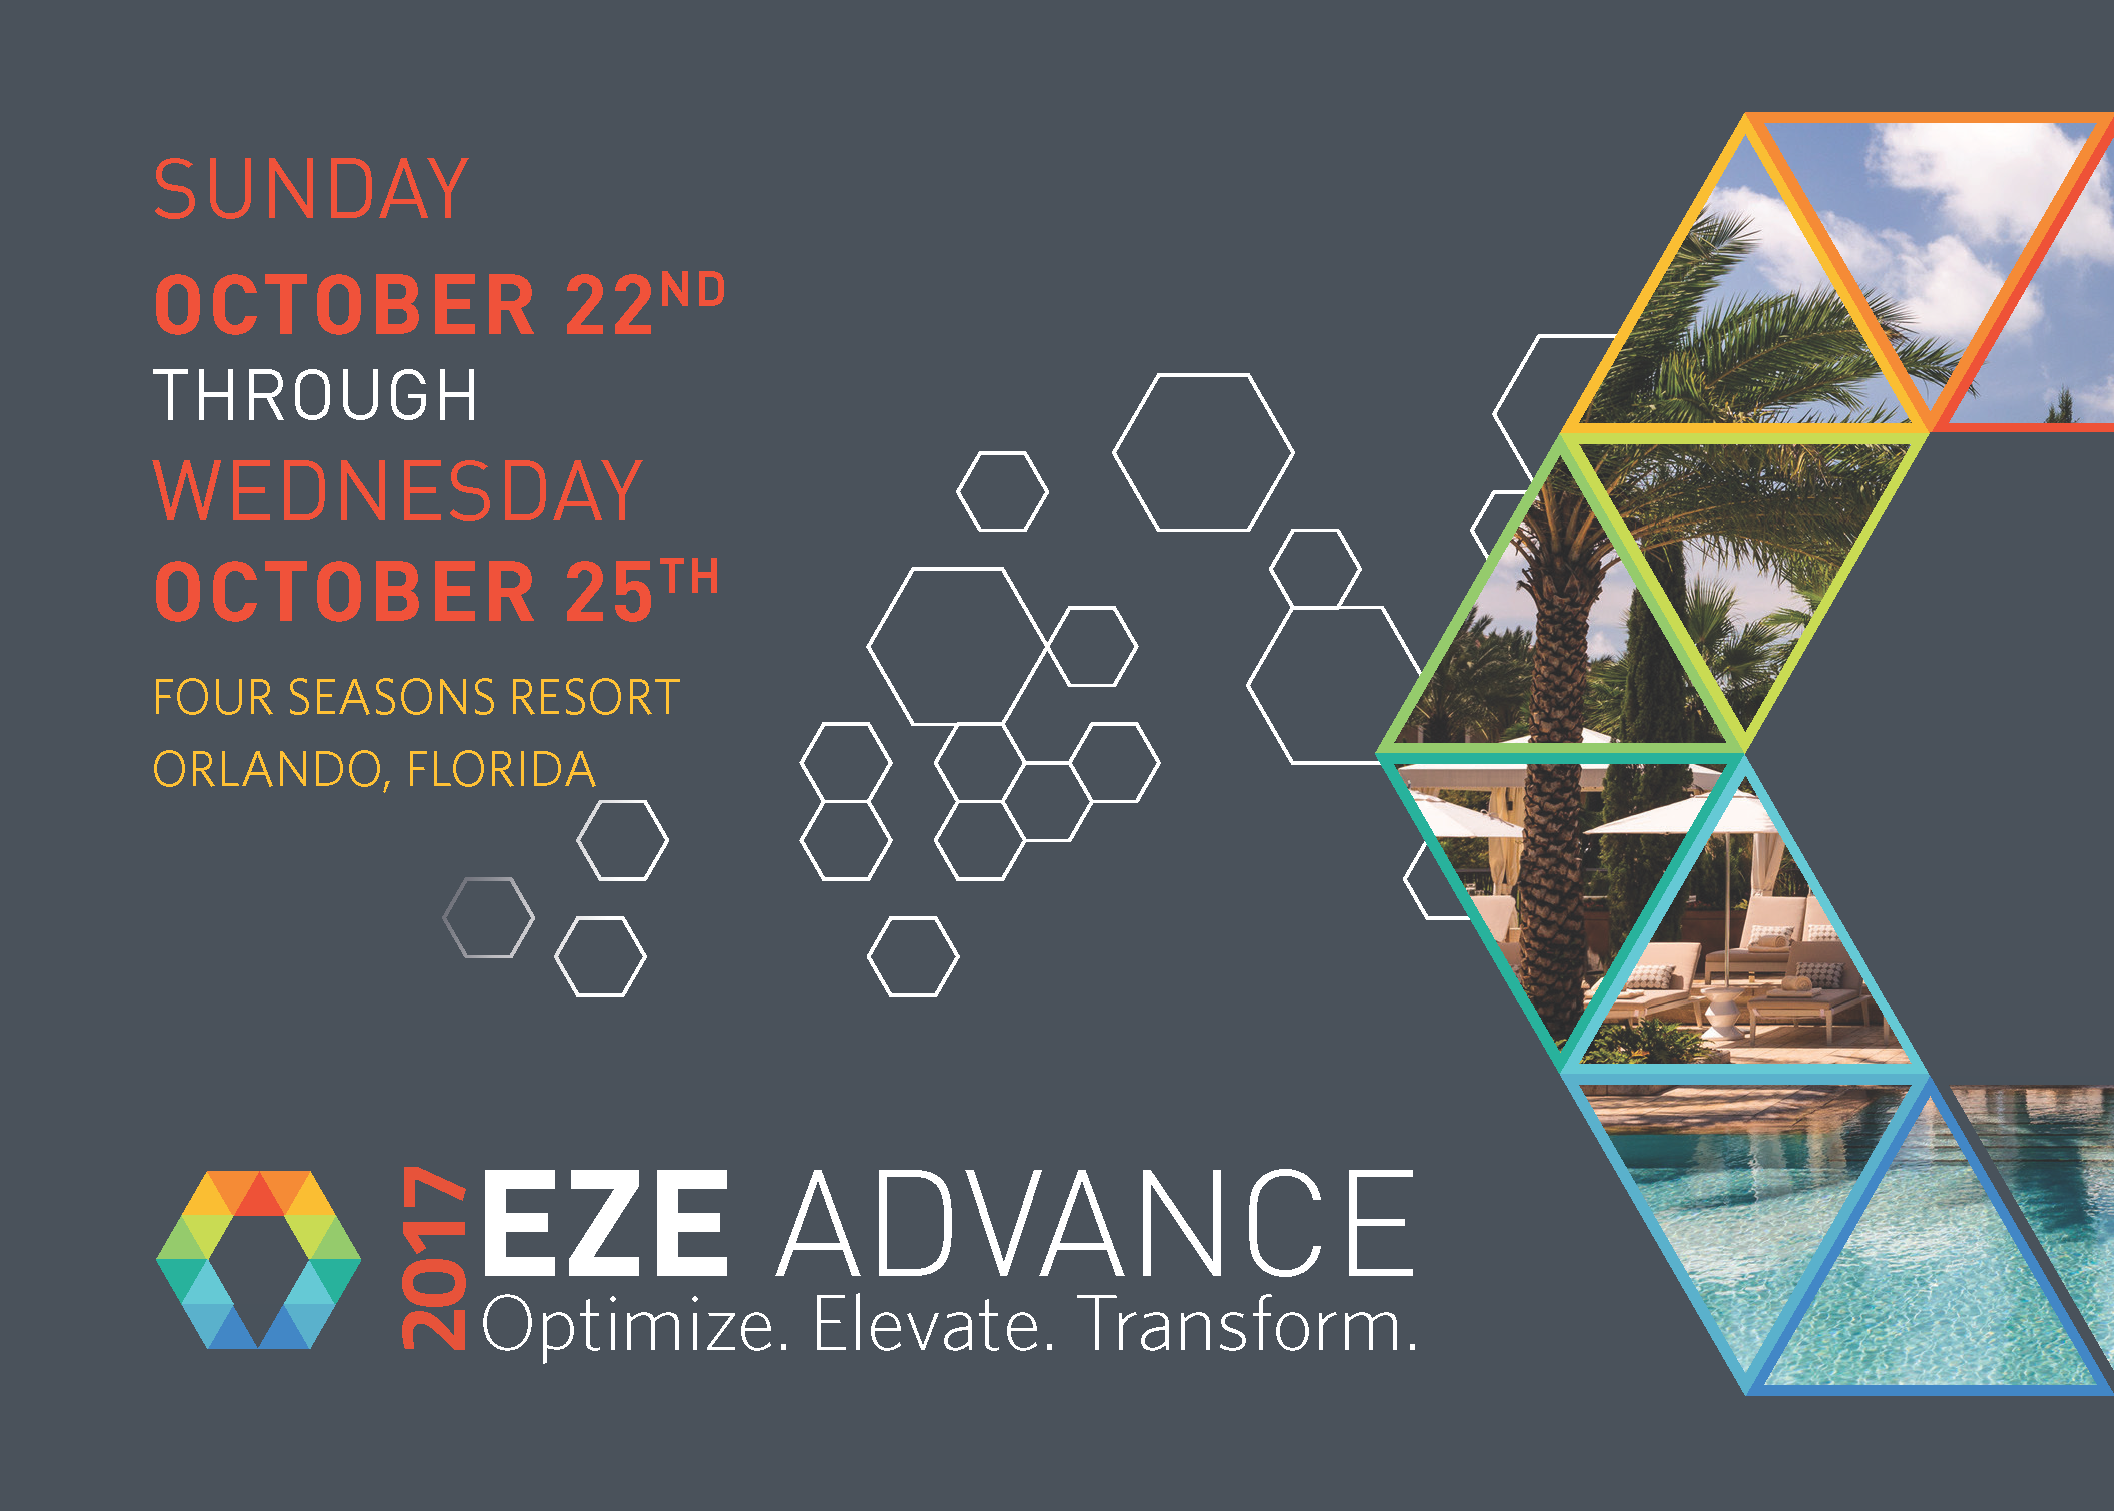 SUNDAY
OCTOBER 22ND
THROUGH
WEDNESDAY
OCTOBER 25TH
FOUR SEASONS RESORT
ORLANDO, FLORIDA
2017
EZE ADVANCE
Optimize. Elevate. Transform.